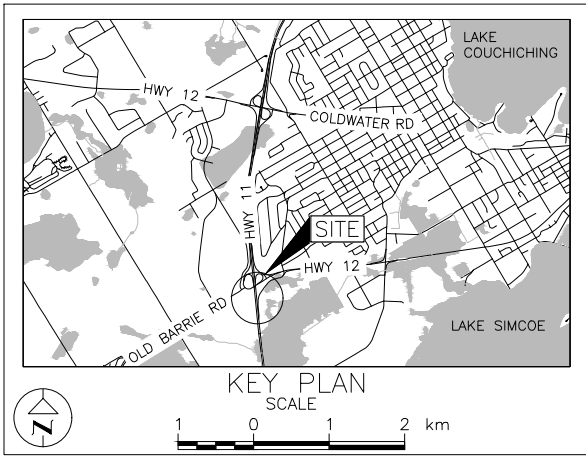 LAKE
COUCHICHING
HWY 12
COLDWATER RD
HWY 11
SITE
HWY 12
OLD BARRIE RD
LAKE SIMCOE
KEY PLAN
SCALE
1 0 1 2 km
N